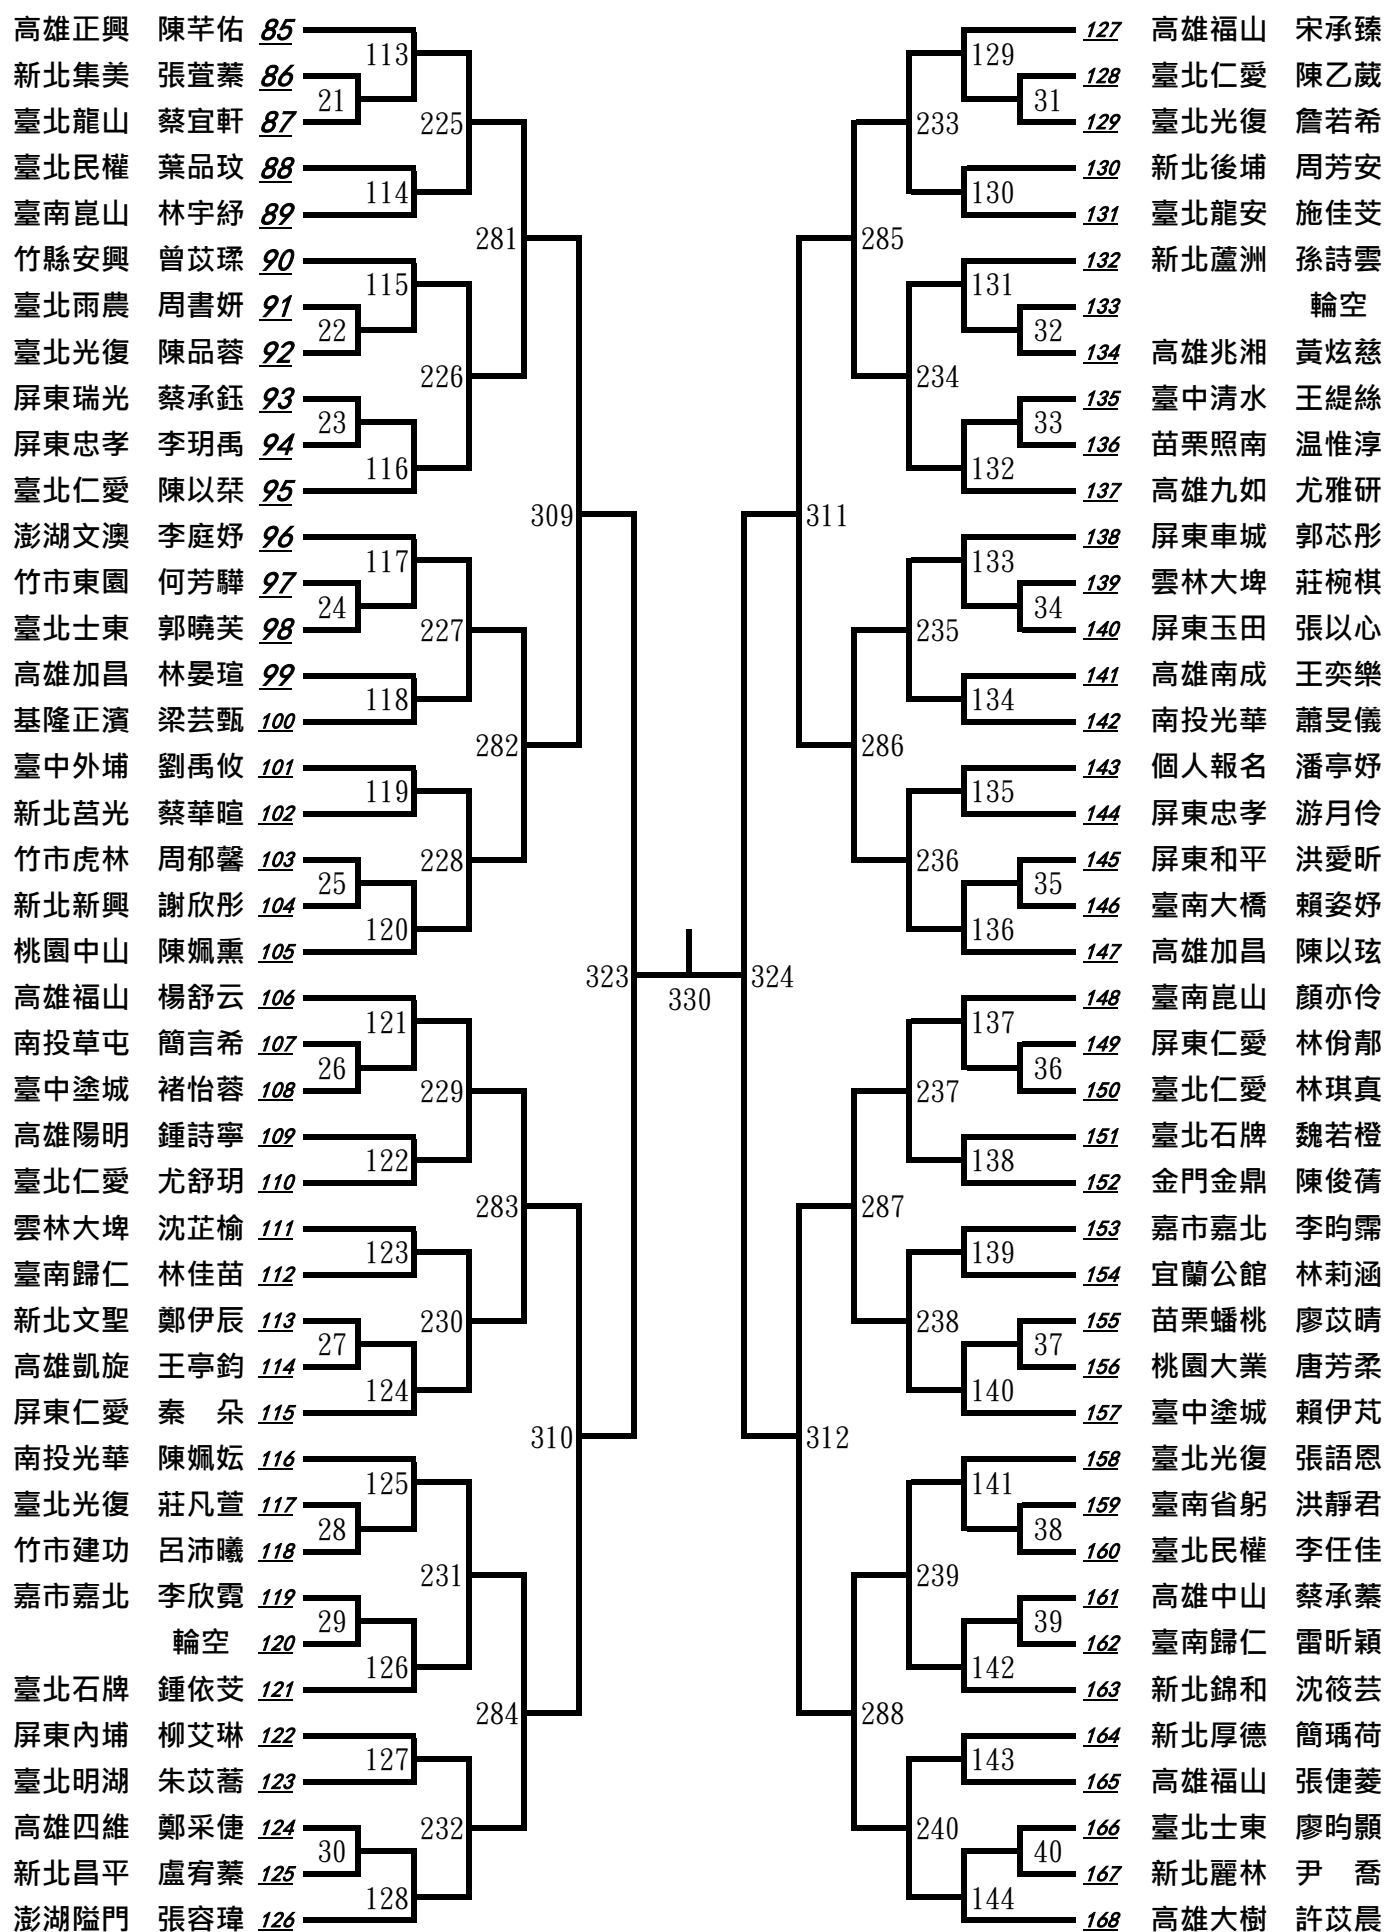 高雄正興 陳芊佑 85
新北集美 張萓蓁 86
臺北龍山 蔡宜軒 87
臺北民權 葉品玟 88
臺南崑山 林宇紓 89
竹縣安興 曾苡瑈 90
臺北雨農 周書妍 91
臺北光復 陳品蓉 92
屏東瑞光 蔡承鈺 93
屏東忠孝 李玥禹 94
臺北仁愛 陳以栞 95
澎湖文澳 李庭妤 96
竹市東園 何芳驊 97
臺北士東 郭曉芙 98
高雄加昌 林晏瑄 99
基隆正濱 梁芸甄 100
臺中外埔 劉禹攸 101
新北莒光 蔡華暄 102
竹市虎林 周郁馨 103
新北新興 謝欣彤 104
桃園中山 陳姵熏 105
高雄福山 楊舒云 106
南投草屯 簡言希 107
臺中塗城 褚怡蓉 108
高雄陽明 鍾詩寧 109
臺北仁愛 尤舒玥 110
雲林大埤 沈芷榆 111
臺南歸仁 林佳苗 112
新北文聖 鄭伊辰 113
高雄凱旋 王亭鈞 114
屏東仁愛 秦 朵 115
南投光華 陳姵妘 116
臺北光復 莊凡萱 117
竹市建功 呂沛曦 118
嘉市嘉北 李欣霓 119
輪空 120
臺北石牌 鍾依芠 121
屏東內埔 柳艾琳 122
臺北明湖 朱苡蕎 123
高雄四維 鄭采倢 124
新北昌平 盧宥蓁 125
澎湖隘門 張容瑋 126
21
22
23
24
25
26
27
28
29
30
113
114
115
116
117
118
119
120
121
122
123
124
125
126
127
128
225
226
227
228
229
230
231
232
281
282
283
284
309
310
323
330
324
311
312
285
286
287
288
233
234
235
236
237
238
239
240
129
130
131
132
133
134
135
136
137
138
139
140
141
142
143
144
31
32
33
34
35
36
37
38
39
40
127 高雄福山 宋承臻
128 臺北仁愛 陳乙葳
129 臺北光復 詹若希
130 新北後埔 周芳安
131 臺北龍安 施佳芠
132 新北蘆洲 孫詩雲
133 輪空
134 高雄兆湘 黃炫慈
135 臺中清水 王緹絲
136 苗栗照南 温惟淳
137 高雄九如 尤雅研
138 屏東車城 郭芯彤
139 雲林大埤 莊椀棋
140 屏東玉田 張以心
141 高雄南成 王奕樂
142 南投光華 蕭旻儀
143 個人報名 潘亭妤
144 屏東忠孝 游月伶
145 屏東和平 洪愛昕
146 臺南大橋 賴姿妤
147 高雄加昌 陳以玹
148 臺南崑山 顏亦伶
149 屏東仁愛 林佾鄁
150 臺北仁愛 林琪真
151 臺北石牌 魏若橙
152 金門金鼎 陳俊蒨
153 嘉市嘉北 李昀霈
154 宜蘭公館 林莉涵
155 苗栗蟠桃 廖苡晴
156 桃園大業 唐芳柔
157 臺中塗城 賴伊芃
158 臺北光復 張語恩
159 臺南省躬 洪靜君
160 臺北民權 李任佳
161 高雄中山 蔡承蓁
162 臺南歸仁 雷昕穎
163 新北錦和 沈筱芸
164 新北厚德 簡瑀荷
165 高雄福山 張倢菱
166 臺北士東 廖昀顥
167 新北麗林 尹 喬
168 高雄大樹 許苡晨